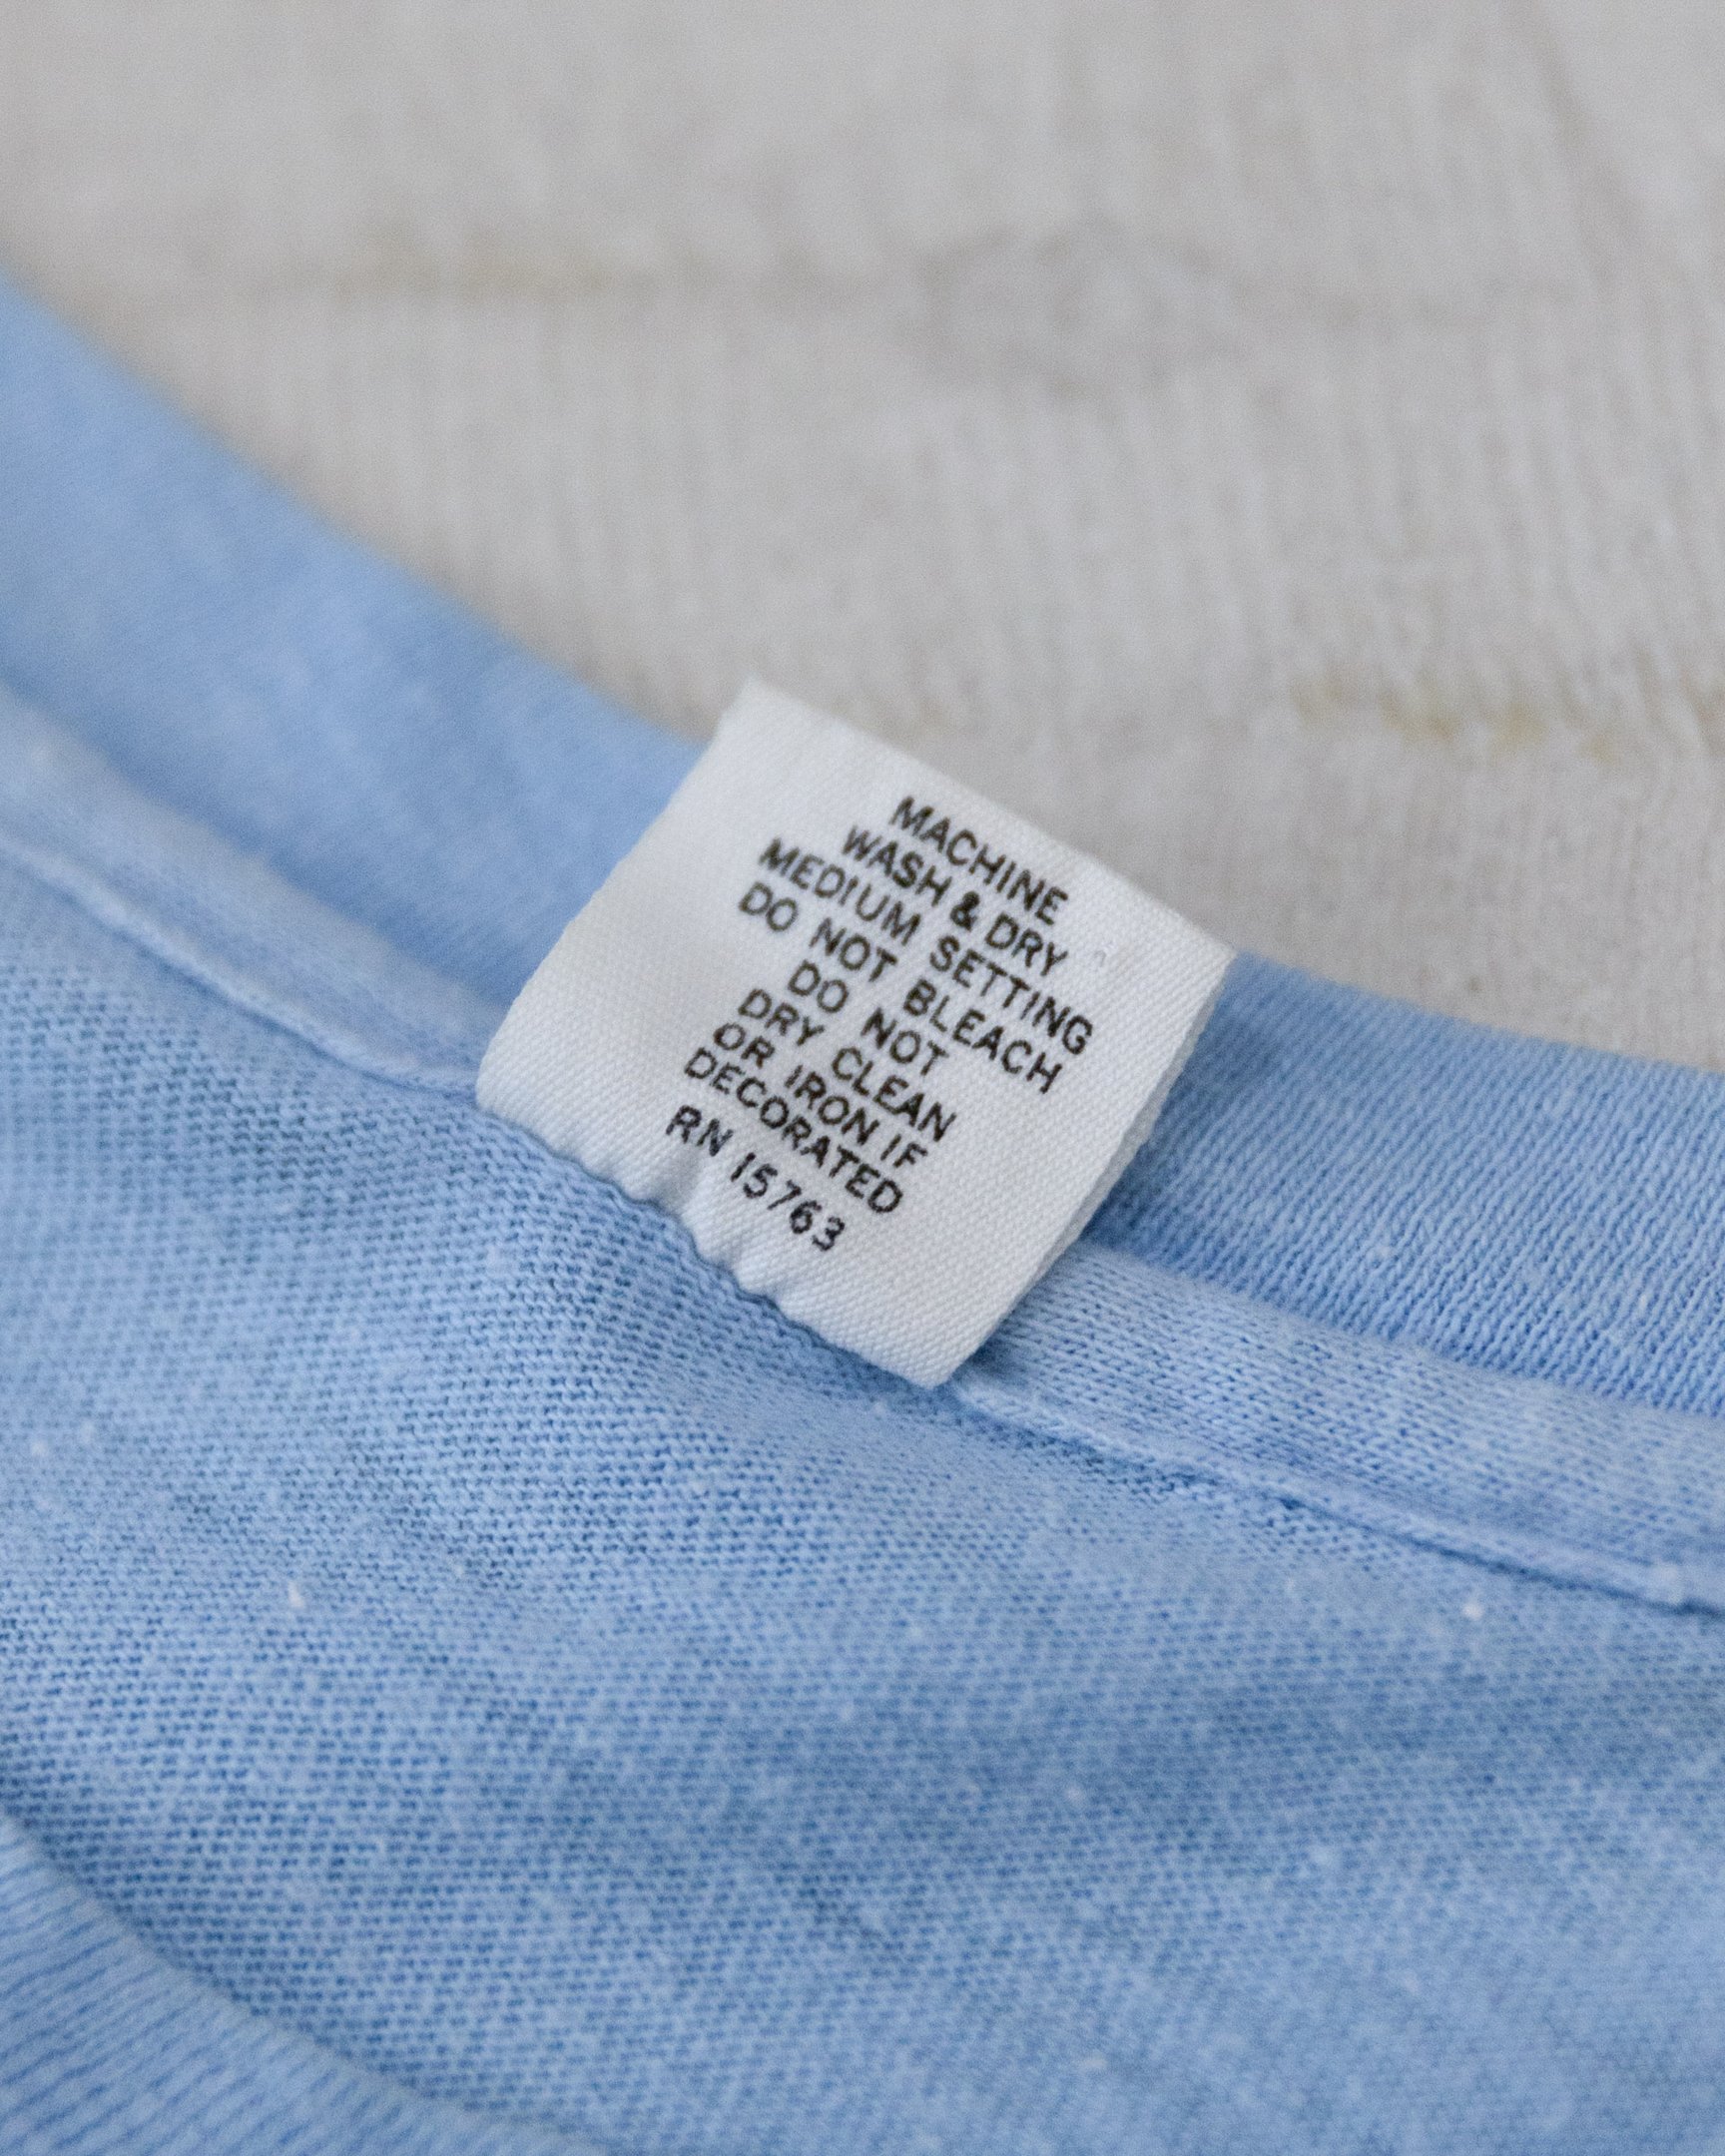 MACHINE
WASH & DRY
MEDIUM SETTING
DO NOT BLEACH
DO NOT
DRY CLEAN
OR IRON IF
DECORATED
RN 15763